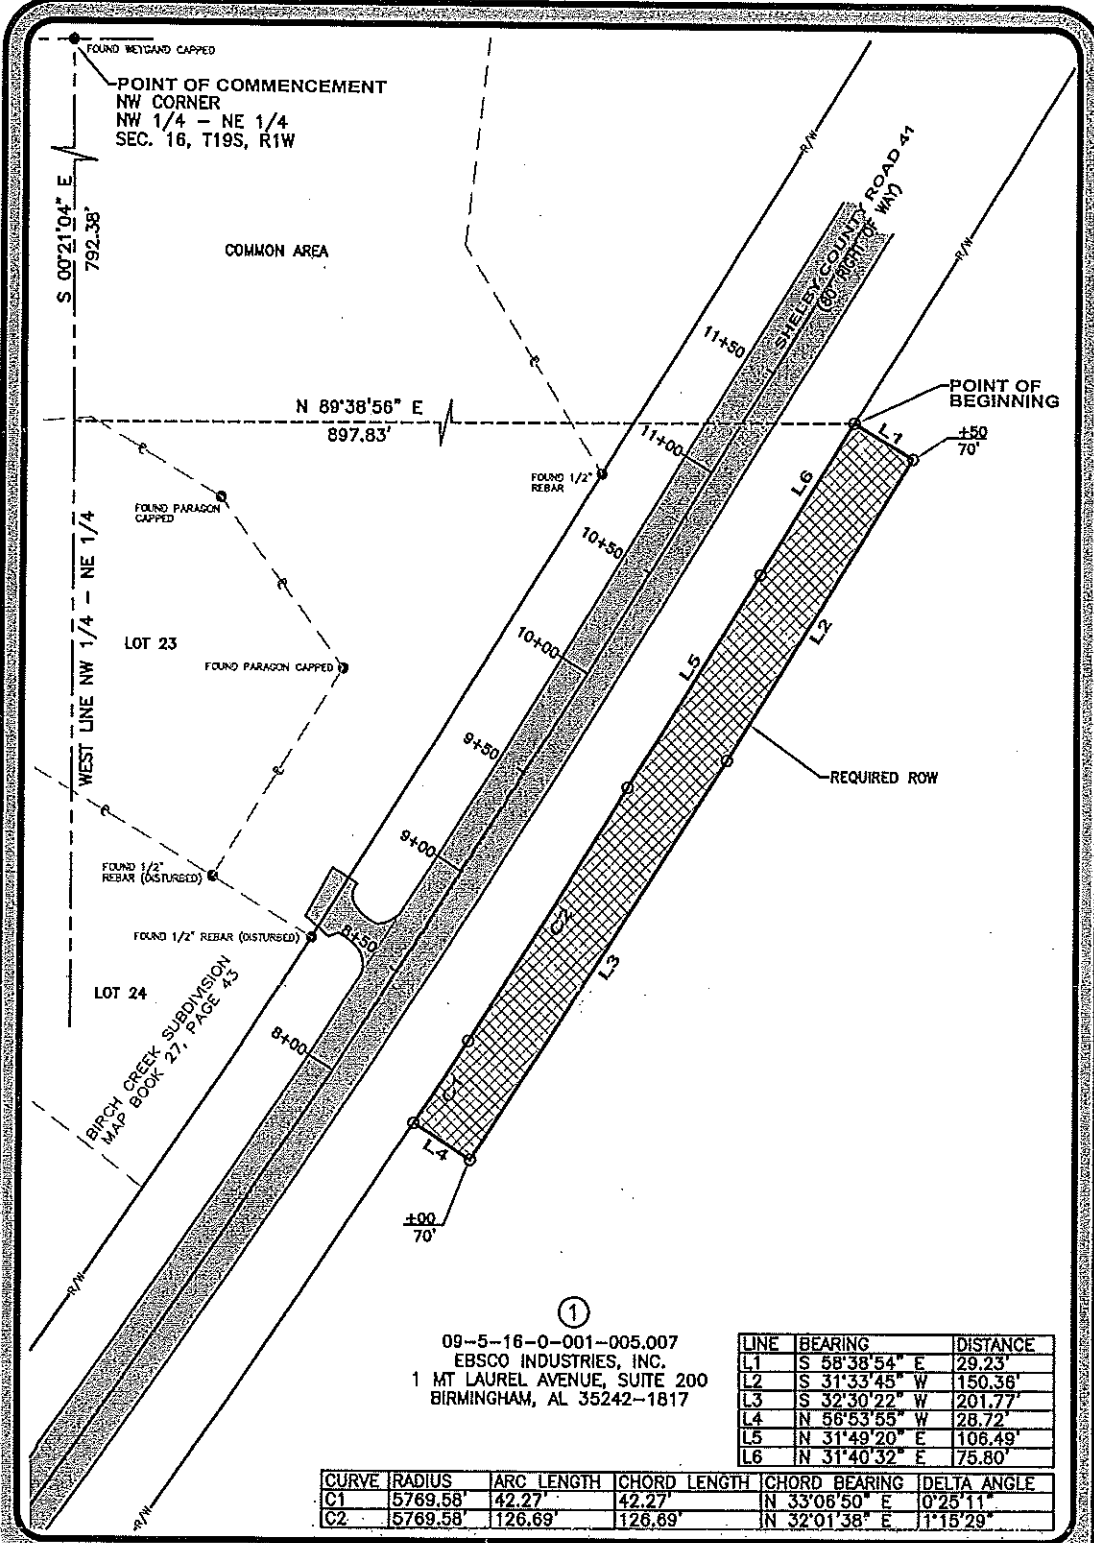 FOUND WEYGAND CAPPED
POINT OF COMMENCEMENT
NW CORNER
NW 1/4 - NE 1/4
SEC. 16, T19S, R1W
S 00°21'04" E
792.38'
COMMON AREA
R/W
SHELBY COUNTY ROAD 41
(80' RIGHT OF WAY)
R/W
11+50
N 89°38'56" E
897.83'
POINT OF
BEGINNING
L1
+50
70'
11+00
FOUND 1/2"
REBAR
L6
FOUND PARAGON
CAPPED
10+50
WEST LINE NW 1/4 - NE 1/4
LOT 23
L2
10+00
FOUND PARAGON CAPPED
L5
9+50
REQUIRED ROW
9+00
FOUND 1/2"
REBAR (DISTURBED)
C2
FOUND 1/2" REBAR (DISTURBED)
8+50
L3
LOT 24
BIRCH CREEK SUBDIVISION
MAP BOOK 27, PAGE 43
8+00
C1
L4
+00
70'
R/W
1
09-5-16-0-001-005.007
EBSCO INDUSTRIES, INC.
1 MT LAUREL AVENUE, SUITE 200
BIRMINGHAM, AL 35242-1817
LINE BEARING DISTANCE
L1 S 58°38'54" E 29.23'
L2 S 31°33'45" W 150.36'
L3 S 32°30'22" W 201.77'
L4 N 56°53'55" W 28.72'
L5 N 31°49'20" E 106.49'
L6 N 31°40'32" E 75.80'
CURVE RADIUS ARC LENGTH CHORD LENGTH CHORD BEARING DELTA ANGLE
C1 5769.58' 42.27' 42.27' N 33°06'50" E 0°25'11"
C2 5769.58' 126.69' 126.69' N 32°01'38" E 1°15'29"
R/W